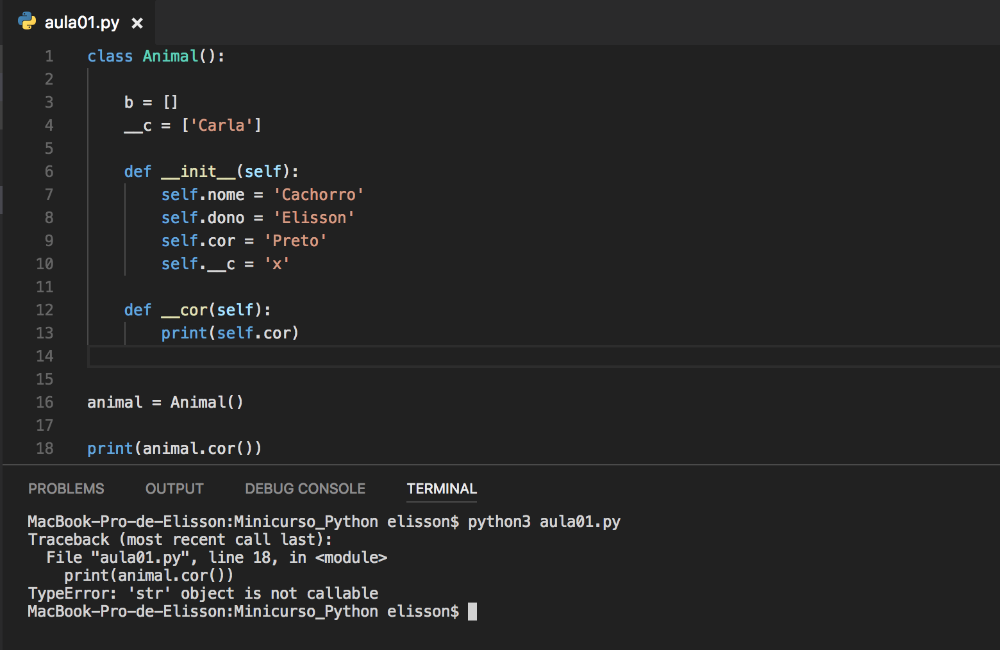 aula01.py ×
1 class Animal():
2
3     b = []
4     __c = ['Carla']
5
6     def __init__(self):
7         self.nome = 'Cachorro'
8         self.dono = 'Elisson'
9         self.cor = 'Preto'
10         self.__c = 'x'
11
12     def __cor(self):
13         print(self.cor)
14
15
16 animal = Animal()
17
18 print(animal.cor())
PROBLEMS OUTPUT DEBUG CONSOLE TERMINAL
MacBook-Pro-de-Elisson:Minicurso_Python elisson$ python3 aula01.py
Traceback (most recent call last):
  File "aula01.py", line 18, in <module>
    print(animal.cor())
TypeError: 'str' object is not callable
MacBook-Pro-de-Elisson:Minicurso_Python elisson$